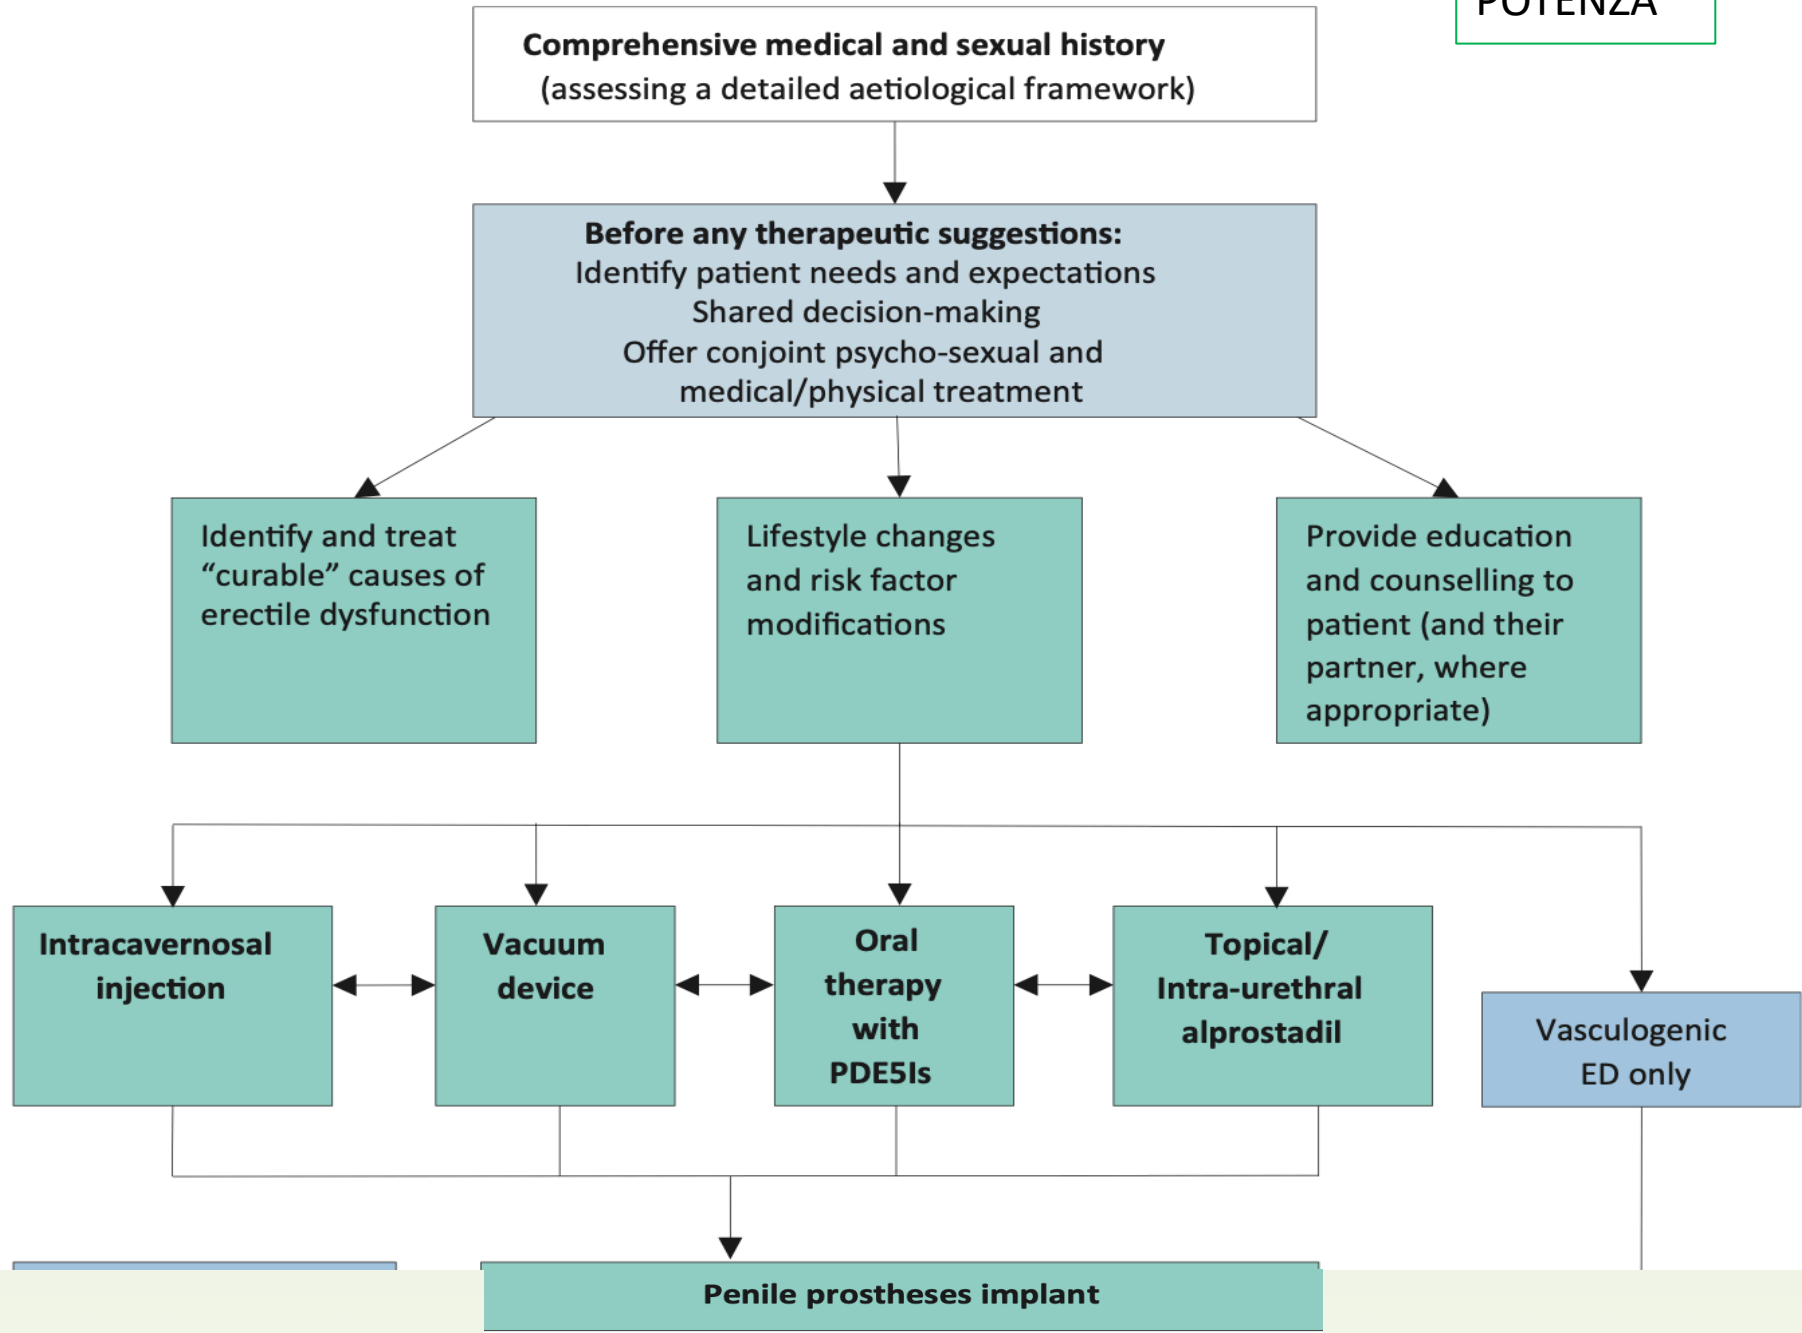 POTENZA
Comprehensive medical and sexual history
(assessing a detailed aetiological framework)
Before any therapeutic suggestions:
Identify patient needs and expectations
Shared decision-making
Offer conjoint psycho-sexual and
medical/physical treatment
Identify and treat
“curable” causes of
erectile dysfunction
Lifestyle changes
and risk factor
modifications
Provide education
and counselling to
patient (and their
partner, where
appropriate)
Intracavernosal
injection
Vacuum
device
Oral
therapy
with
PDE5Is
Topical/
Intra-urethral
alprostadil
Vasculogenic
ED only
Penile prostheses implant